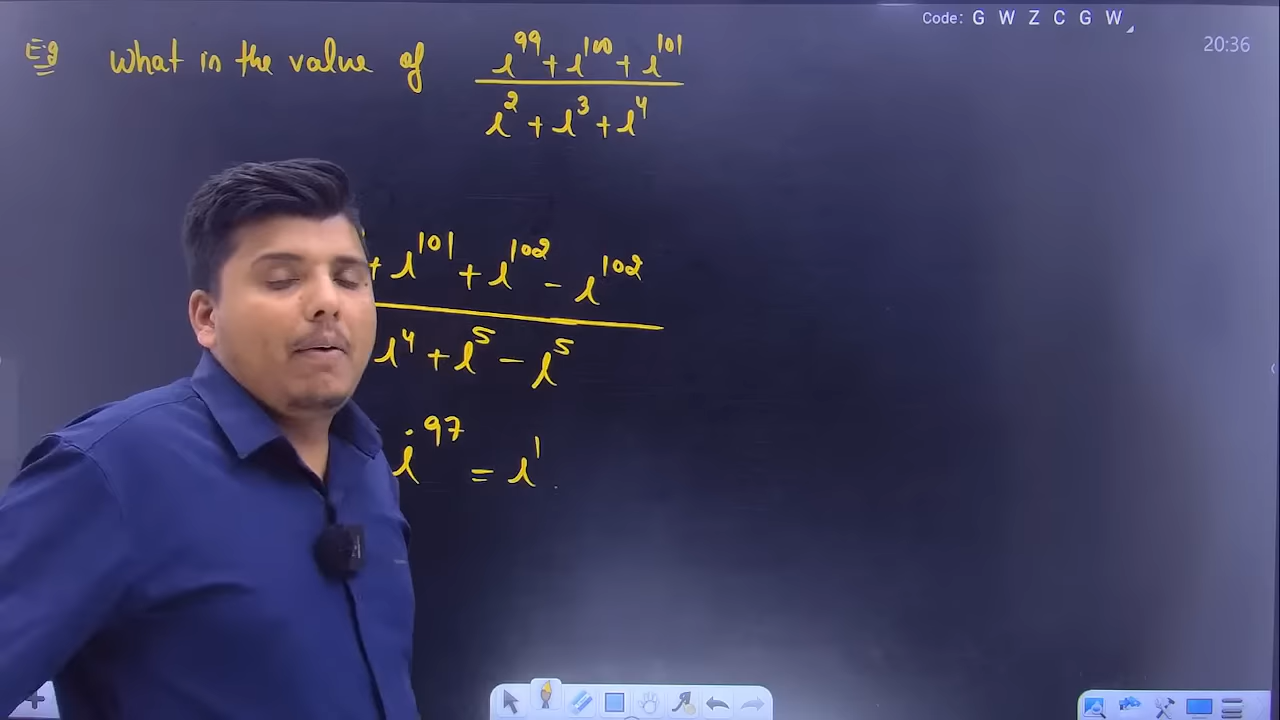 Code: G W Z C G W
20:36
Eg What in the value of (i^99 + i^100 + i^101) / (i^2 + i^3 + i^4)
+ i^101 + i^102 - i^102
i^4 + i^5 - i^5
i^97 = i^1